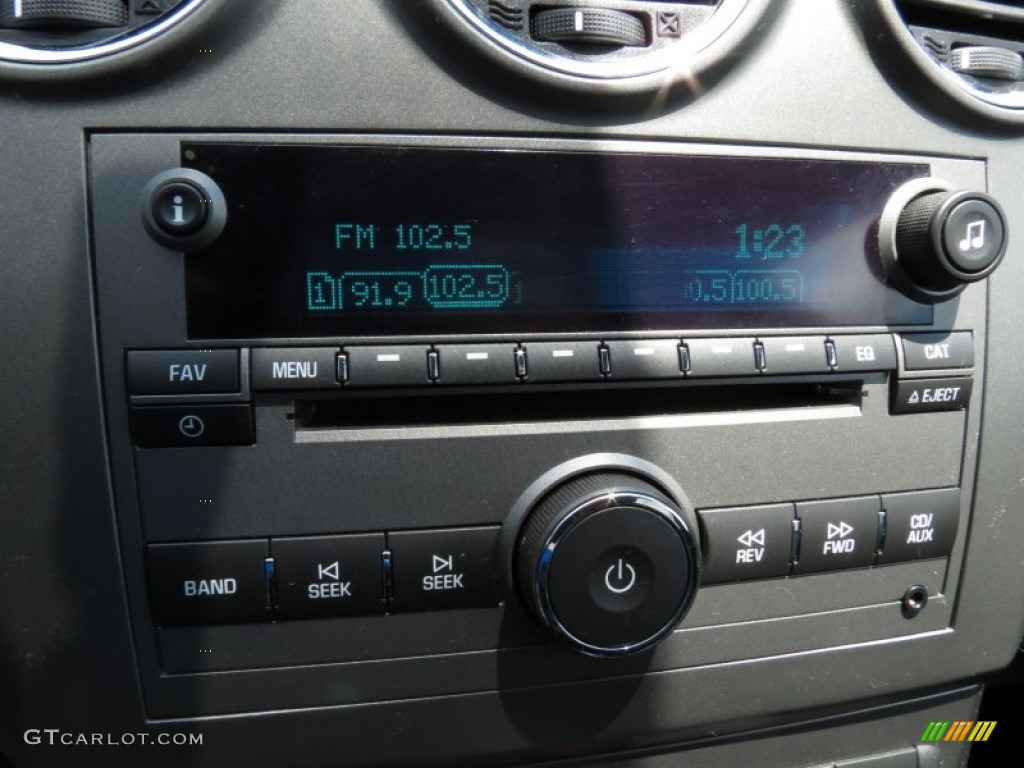 FM 102.5
1:23
1 91.9 102.5
0.5 100.5
FAV
MENU
EQ
CAT
EJECT
BAND
SEEK
SEEK
REV
FWD
CD/
AUX
GTCARLOT.COM